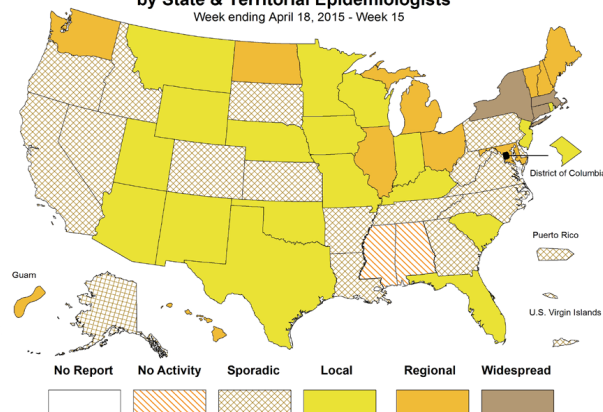 by State & Territorial Epidemiologists
Week ending April 18, 2015 - Week 15
District of Columbia
Puerto Rico
Guam
U.S. Virgin Islands
No Report No Activity Sporadic Local Regional Widespread